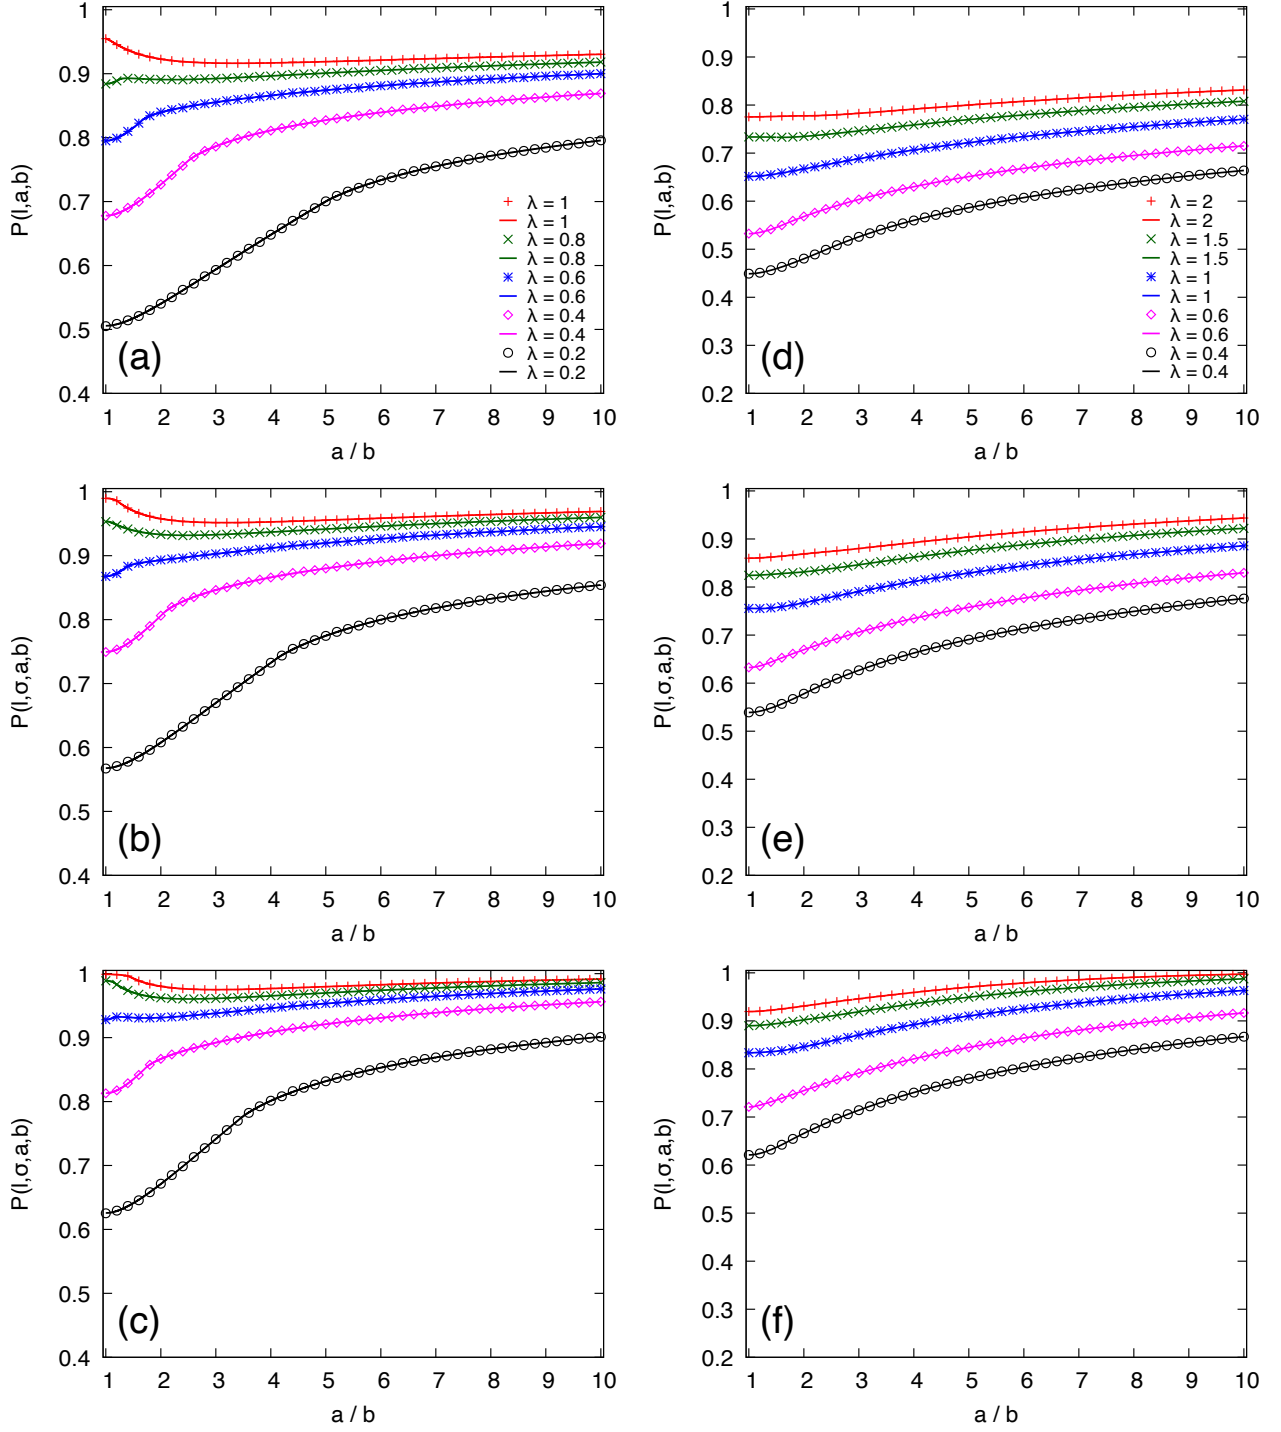 1
0.9
0.8
0.7
0.6
0.5
0.4
P(l,a,b)
λ = 1
λ = 1
λ = 0.8
λ = 0.8
λ = 0.6
λ = 0.6
λ = 0.4
λ = 0.4
λ = 0.2
λ = 0.2
(a)
1 2 3 4 5 6 7 8 9 10
a / b
1
0.9
0.8
0.7
0.6
0.5
0.4
0.3
0.2
P(l,a,b)
λ = 2
λ = 2
λ = 1.5
λ = 1.5
λ = 1
λ = 1
λ = 0.6
λ = 0.6
λ = 0.4
λ = 0.4
(d)
1 2 3 4 5 6 7 8 9 10
a / b
1
0.9
0.8
0.7
0.6
0.5
0.4
P(l,σ,a,b)
(b)
1 2 3 4 5 6 7 8 9 10
a / b
1
0.9
0.8
0.7
0.6
0.5
0.4
0.3
0.2
P(l,σ,a,b)
(e)
1 2 3 4 5 6 7 8 9 10
a / b
1
0.9
0.8
0.7
0.6
0.5
0.4
P(l,σ,a,b)
(c)
1 2 3 4 5 6 7 8 9 10
a / b
1
0.9
0.8
0.7
0.6
0.5
0.4
0.3
0.2
P(l,σ,a,b)
(f)
1 2 3 4 5 6 7 8 9 10
a / b